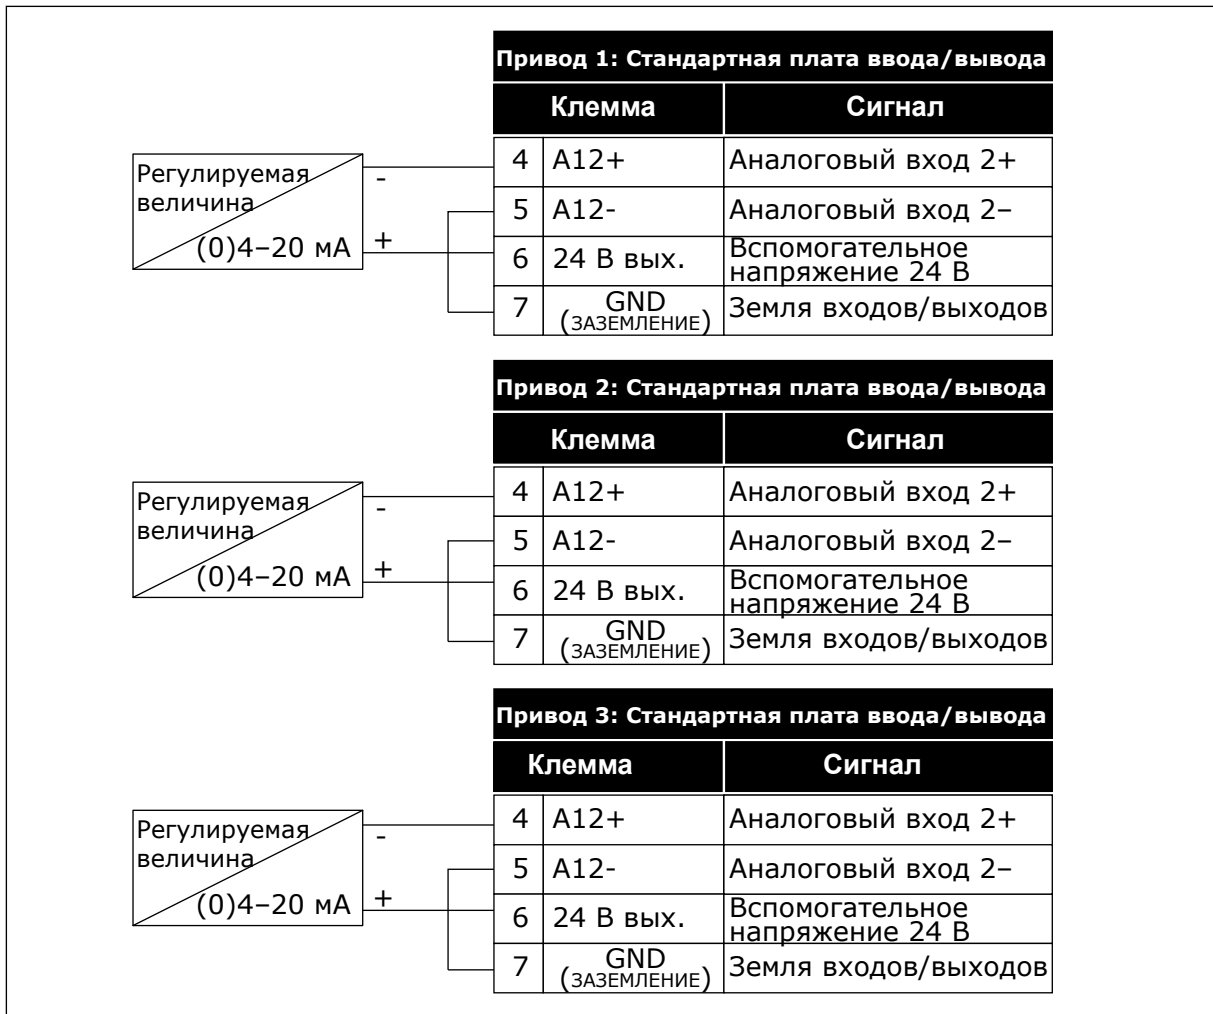 Привод 1: Стандартная плата ввода/вывода
Клемма Сигнал
Регулируемая
величина
(0)4–20 мА
-
+
4 A12+ Аналоговый вход 2+
5 A12- Аналоговый вход 2–
6 24 В вых. Вспомогательное
напряжение 24 В
7 GND
(ЗАЗЕМЛЕНИЕ) Земля входов/выходов
Привод 2: Стандартная плата ввода/вывода
Клемма Сигнал
Регулируемая
величина
(0)4–20 мА
-
+
4 A12+ Аналоговый вход 2+
5 A12- Аналоговый вход 2–
6 24 В вых. Вспомогательное
напряжение 24 В
7 GND
(ЗАЗЕМЛЕНИЕ) Земля входов/выходов
Привод 3: Стандартная плата ввода/вывода
Клемма Сигнал
Регулируемая
величина
(0)4–20 мА
-
+
4 A12+ Аналоговый вход 2+
5 A12- Аналоговый вход 2–
6 24 В вых. Вспомогательное
напряжение 24 В
7 GND
(ЗАЗЕМЛЕНИЕ) Земля входов/выходов